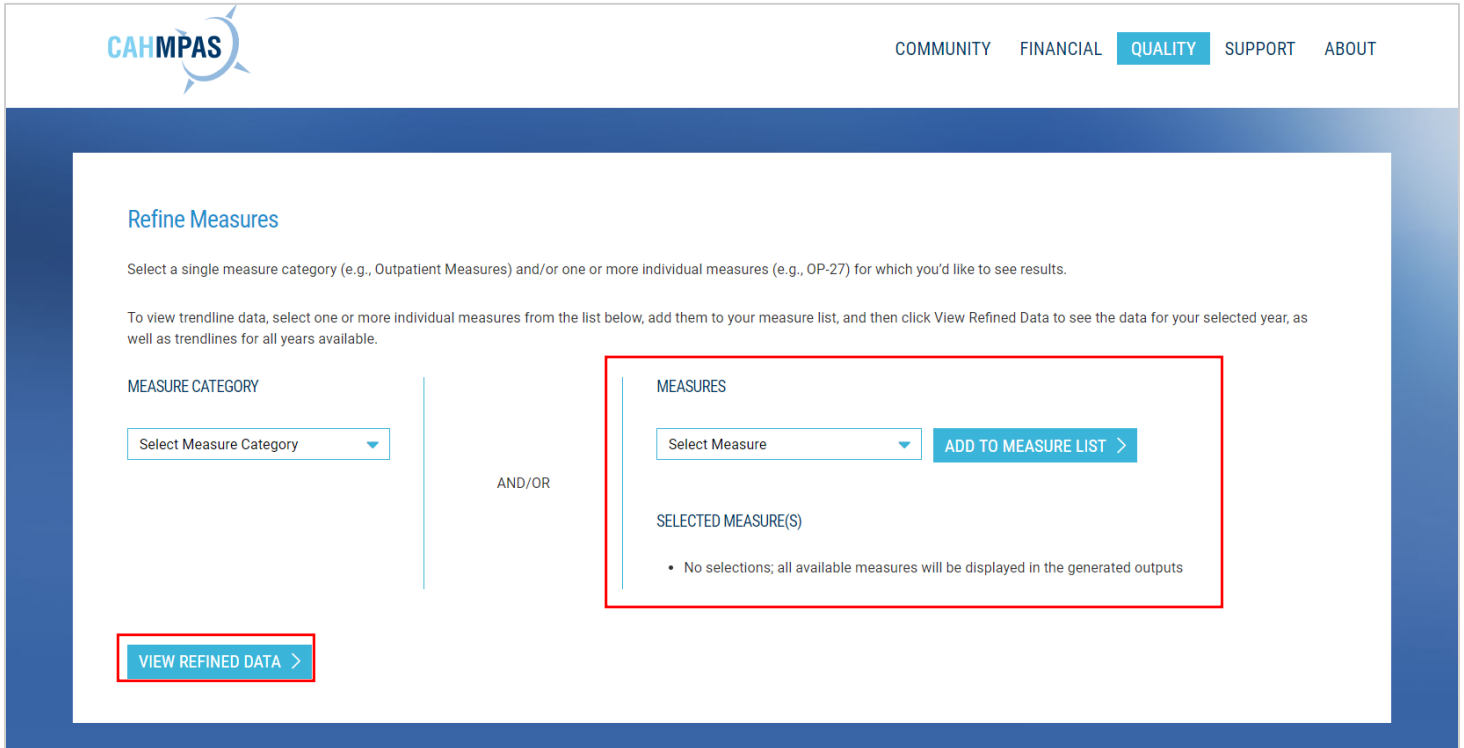 CAHMPAS
COMMUNITY FINANCIAL QUALITY SUPPORT ABOUT
Refine Measures
Select a single measure category (e.g., Outpatient Measures) and/or one or more individual measures (e.g., OP-27) for which you'd like to see results.
To view trendline data, select one or more individual measures from the list below, add them to your measure list, and then click View Refined Data to see the data for your selected year, as
well as trendlines for all years available.
MEASURE CATEGORY
Select Measure Category
AND/OR
MEASURES
Select Measure
ADD TO MEASURE LIST
SELECTED MEASURE(S)
• No selections; all available measures will be displayed in the generated outputs
VIEW REFINED DATA